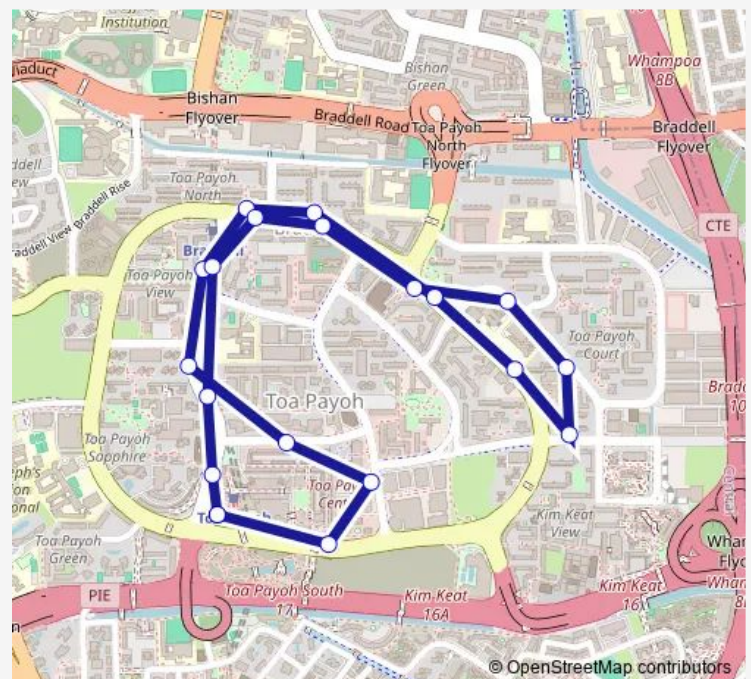 Institution
Viaduct
Bishan
Green
Whampoa
8B
Bishan
Flyover
Braddell Road
Toa Payoh
North
Flyover
Braddell
Flyover
Toa Payoh
North
Braddell Rise
Braddell View
CTE
Toa Payoh
View
Toa Payoh
Court
Toa Payoh
Toa Payoh
Sapphire
Toa Payoh
Green
Kim Keat
View
PIE
Toa Payoh South
17
Kim Keat
16A
Kim Keat
16
© OpenStreetMap contributors